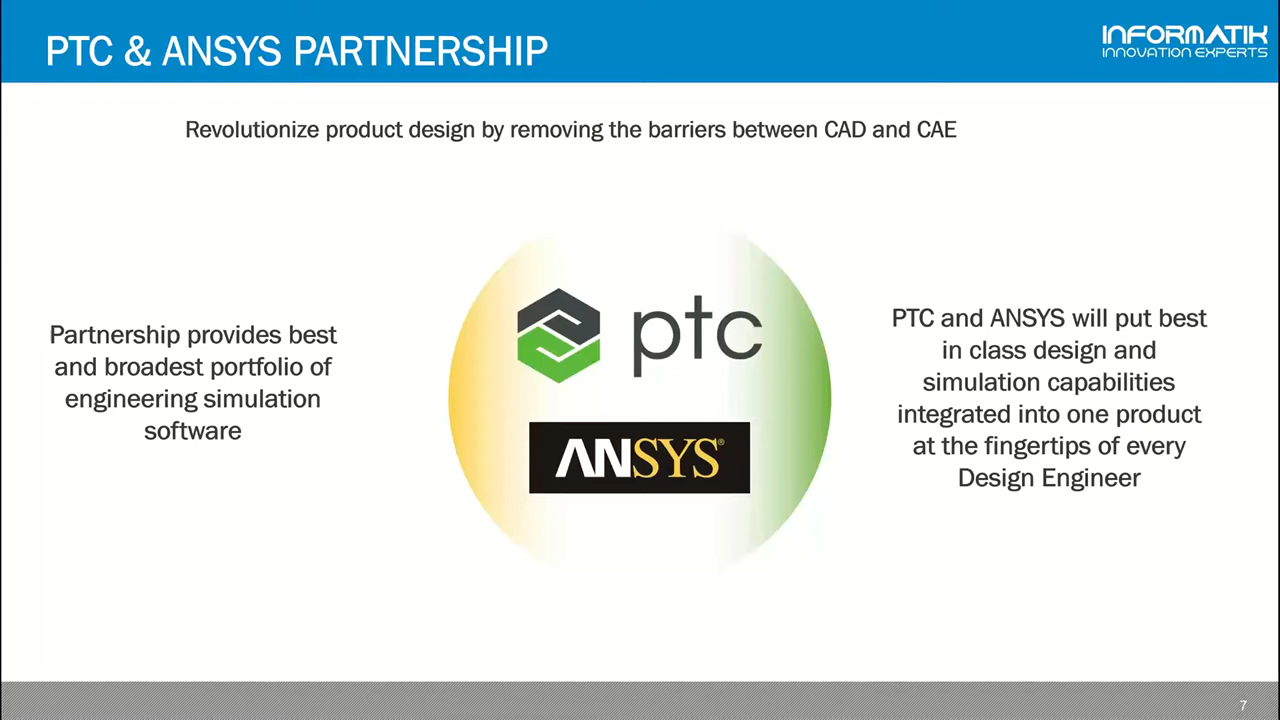 PTC & ANSYS PARTNERSHIP
INFORMATIK
INNOVATION EXPERTS
Revolutionize product design by removing the barriers between CAD and CAE
Partnership provides best
and broadest portfolio of
engineering simulation
software
ptc
ANSYS®
PTC and ANSYS will put best
in class design and
simulation capabilities
integrated into one product
at the fingertips of every
Design Engineer
7